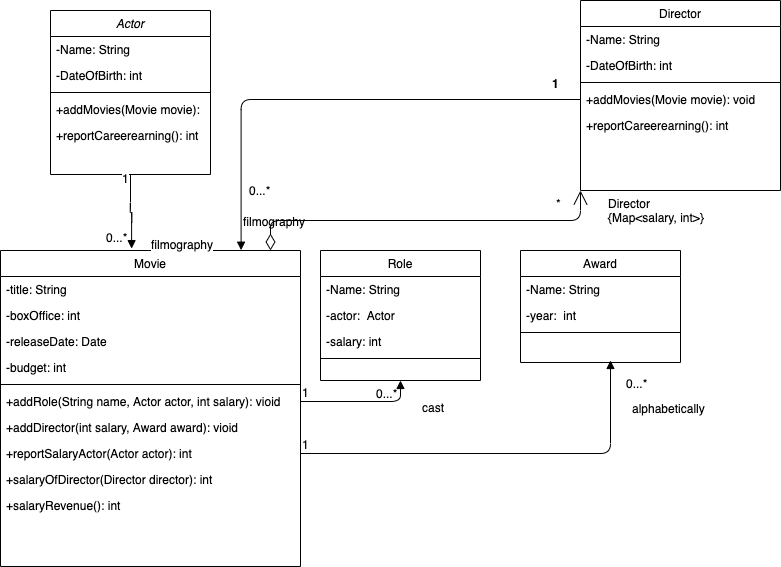 Actor
-Name: String
-DateOfBirth: int
+addMovies(Movie movie):
+reportCareerearning(): int
Director
-Name: String
-DateOfBirth: int
+addMovies(Movie movie): void
+reportCareerearning(): int
1
1
0...*
0...*
filmography
filmography
*
Director
{Map<salary, int>}
Movie
-title: String
-boxOffice: int
-releaseDate: Date
-budget: int
+addRole(String name, Actor actor, int salary): vioid
+addDirector(int salary, Award award): vioid
+reportSalaryActor(Actor actor): int
+salaryOfDirector(Director director): int
+salaryRevenue(): int
Role
-Name: String
-actor:  Actor
-salary: int
Award
-Name: String
-year:  int
1
0...*
cast
1
0...*
alphabetically